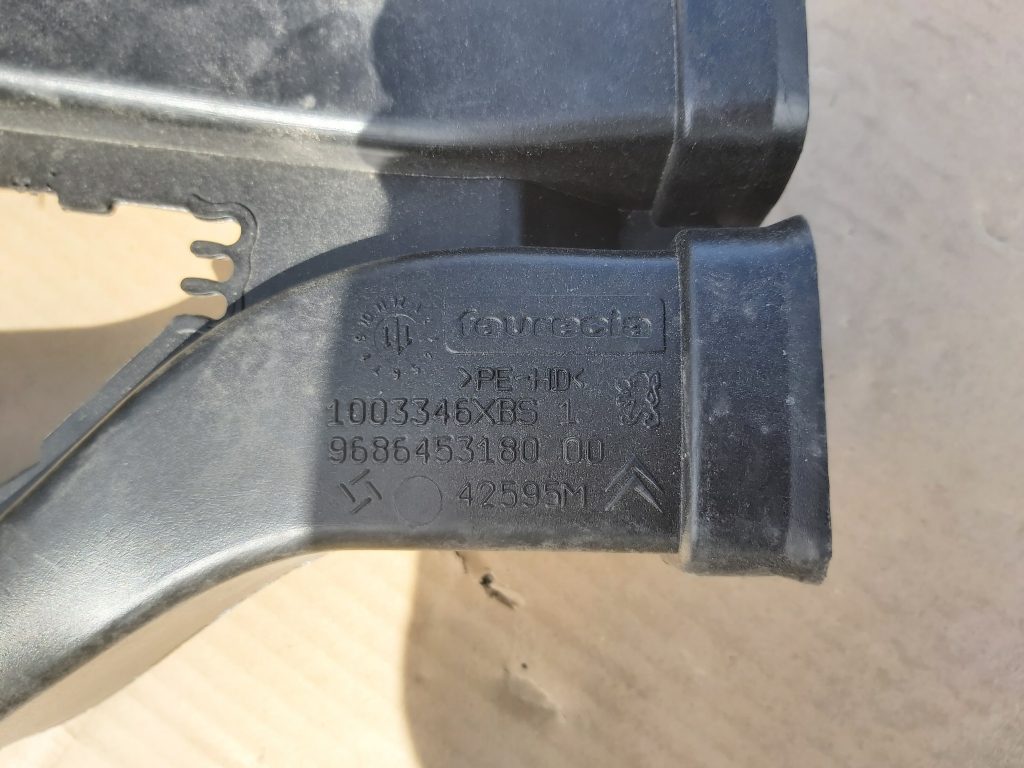 faurecia
>PE-HD<
1003346XBS 1
9686453180 00
42595M